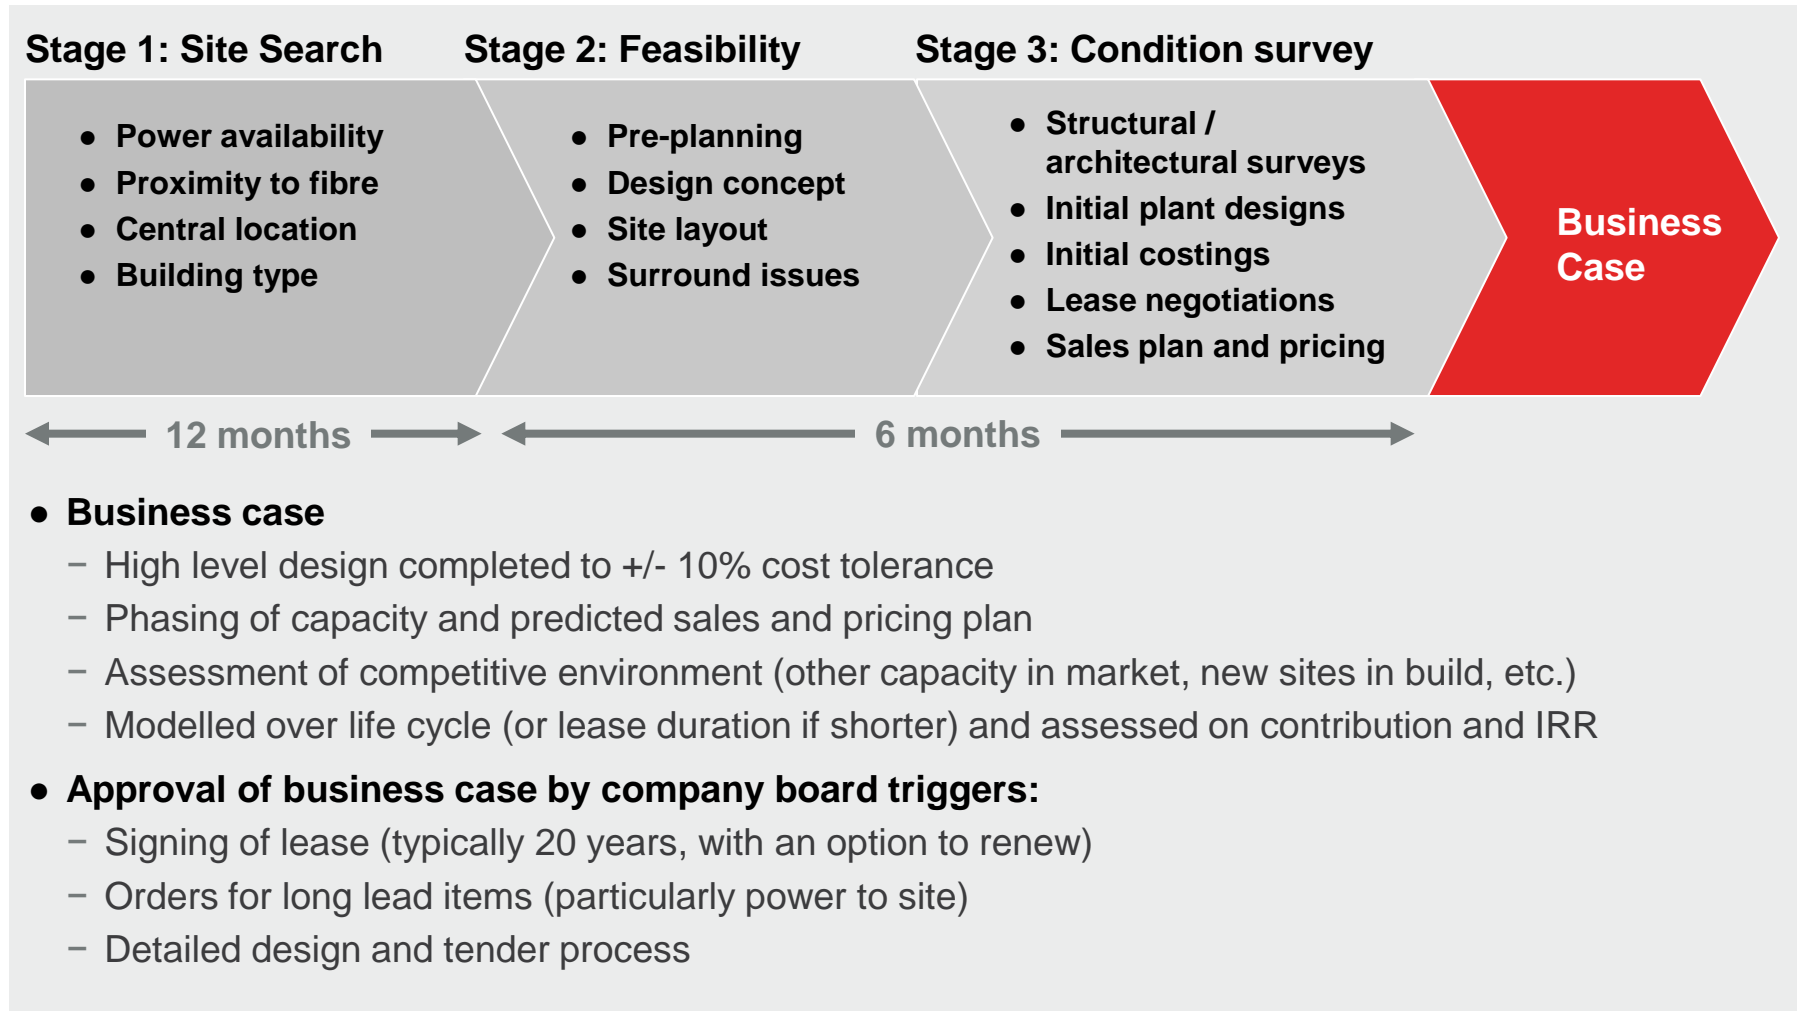 Stage 1: Site Search
● Power availability
● Proximity to fibre
● Central location
● Building type
Stage 2: Feasibility
● Pre-planning
● Design concept
● Site layout
● Surround issues
Stage 3: Condition survey
● Structural /
architectural surveys
● Initial plant designs
● Initial costings
● Lease negotiations
● Sales plan and pricing
Business
Case
12 months
6 months
● Business case
− High level design completed to +/- 10% cost tolerance
− Phasing of capacity and predicted sales and pricing plan
− Assessment of competitive environment (other capacity in market, new sites in build, etc.)
− Modelled over life cycle (or lease duration if shorter) and assessed on contribution and IRR
● Approval of business case by company board triggers:
− Signing of lease (typically 20 years, with an option to renew)
− Orders for long lead items (particularly power to site)
− Detailed design and tender process